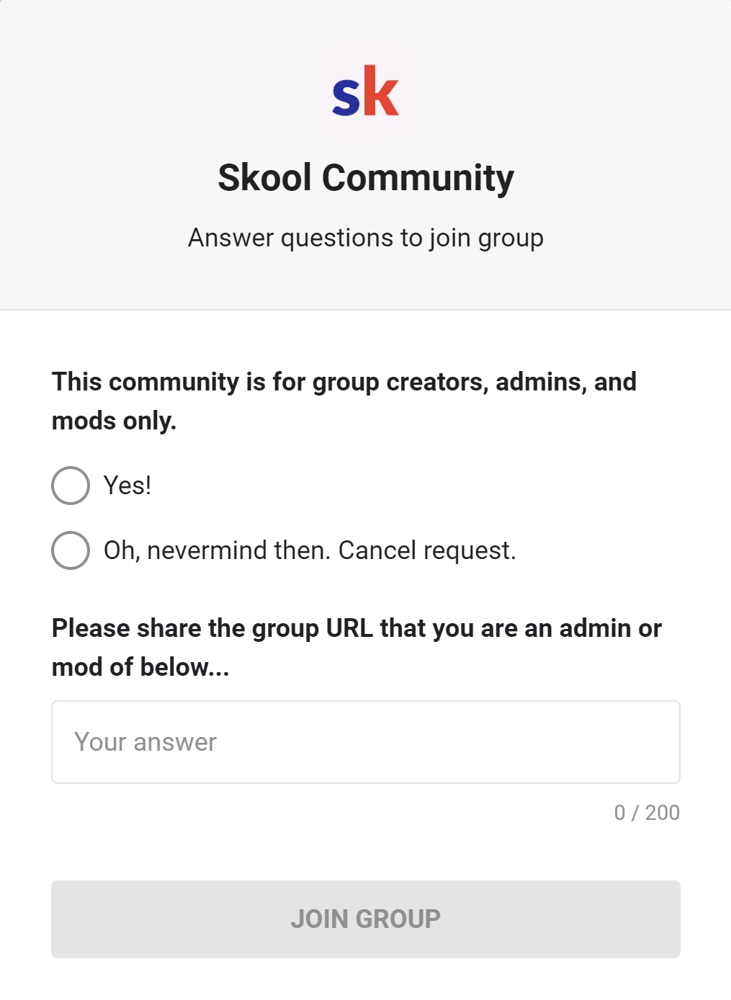 sk
Skool Community
Answer questions to join group
This community is for group creators, admins, and
mods only.
Yes!
Oh, nevermind then. Cancel request.
Please share the group URL that you are an admin or
mod of below...
Your answer
0 / 200
JOIN GROUP